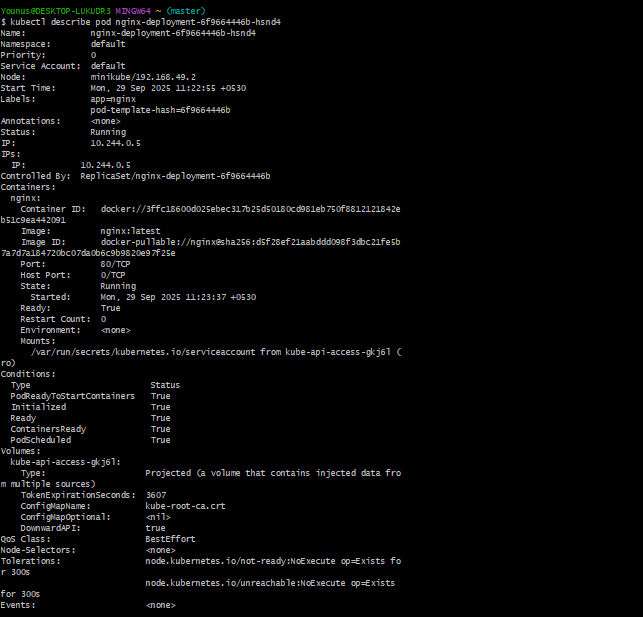 Younus@DESKTOP-LUKUDR3 MINGW64 ~ (master)
$ kubectl describe pod nginx-deployment-6f9664446b-hsnd4
Name:             nginx-deployment-6f9664446b-hsnd4
Namespace:        default
Priority:         0
Service Account:  default
Node:             minikube/192.168.49.2
Start Time:       Mon, 29 Sep 2025 11:22:55 +0530
Labels:           app=nginx
                  pod-template-hash=6f9664446b
Annotations:      <none>
Status:           Running
IP:               10.244.0.5
IPs:
  IP:           10.244.0.5
Controlled By:  ReplicaSet/nginx-deployment-6f9664446b
Containers:
  nginx:
    Container ID:   docker://3ffc18600d025ebec317b25d50180cd981eb750f8812121842e
b51c9ea442091
    Image:          nginx:latest
    Image ID:       docker-pullable://nginx@sha256:d5f28ef21aabddd098f3dbc21fe5b
7a7d7a184720bc07da0b6c9b9820e97f25e
    Port:           80/TCP
    Host Port:      0/TCP
    State:          Running
      Started:      Mon, 29 Sep 2025 11:23:37 +0530
    Ready:          True
    Restart Count:  0
    Environment:    <none>
    Mounts:
      /var/run/secrets/kubernetes.io/serviceaccount from kube-api-access-gkj6l (
ro)
Conditions:
  Type                        Status
  PodReadyToStartContainers   True
  Initialized                 True
  Ready                       True
  ContainersReady             True
  PodScheduled                True
Volumes:
  kube-api-access-gkj6l:
    Type:                    Projected (a volume that contains injected data fro
m multiple sources)
    TokenExpirationSeconds:  3607
    ConfigMapName:           kube-root-ca.crt
    ConfigMapOptional:       <nil>
    DownwardAPI:             true
QoS Class:                   BestEffort
Node-Selectors:              <none>
Tolerations:                 node.kubernetes.io/not-ready:NoExecute op=Exists fo
r 300s
                             node.kubernetes.io/unreachable:NoExecute op=Exists
for 300s
Events:                      <none>